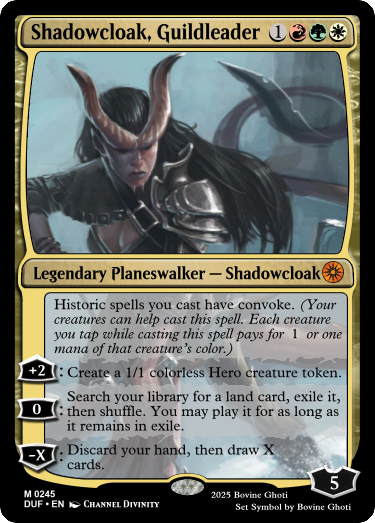 Shadowcloak, Guildleader 1
Legendary Planeswalker — Shadowcloak
Historic spells you cast have convoke. (Your
creatures can help cast this spell. Each creature
you tap while casting this spell pays for 1 or one
mana of that creature's color.)
+2: Create a 1/1 colorless Hero creature token.
Search your library for a land card, exile it,
0: then shuffle. You may play it for as long as
it remains in exile.
-X: Discard your hand, then draw X
cards.
5
M 0245
DUF • EN CHANNEL DIVINITY
2025 Bovine Ghoti
Set Symbol by Bovine Ghoti